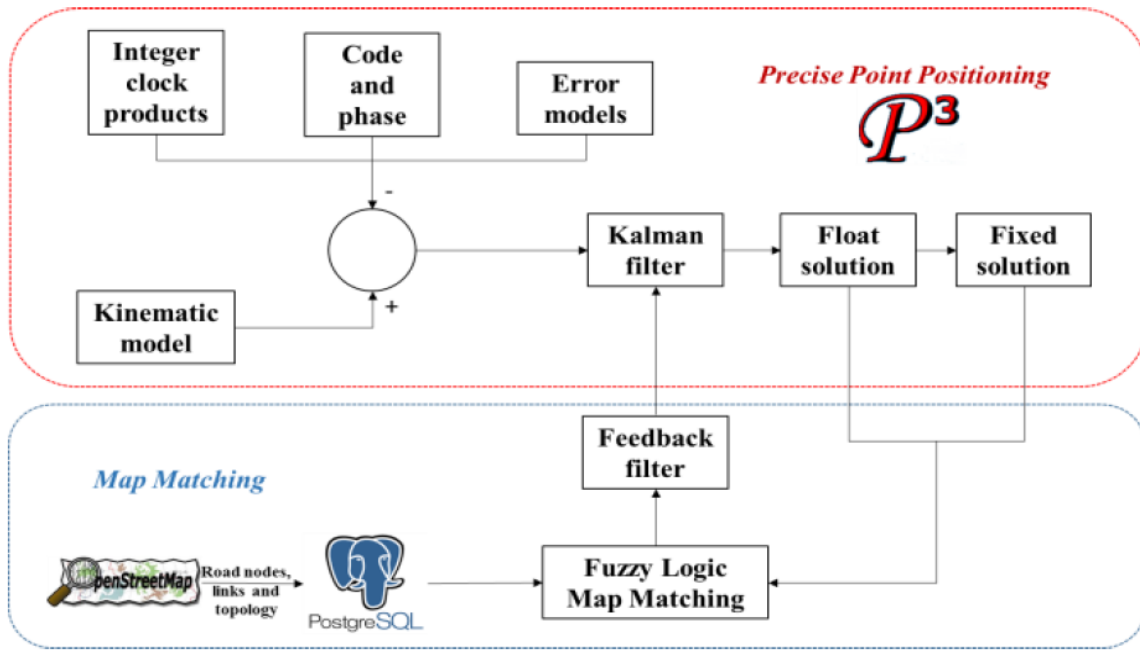 Integer
clock
products
Code
and
phase
Error
models
Precise Point Positioning
P3
-
Kalman
filter
Float
solution
Fixed
solution
+
Kinematic
model
Feedback
filter
Map Matching
OpenStreetMap
Road nodes,
links and
topology
PostgreSQL
Fuzzy Logic
Map Matching